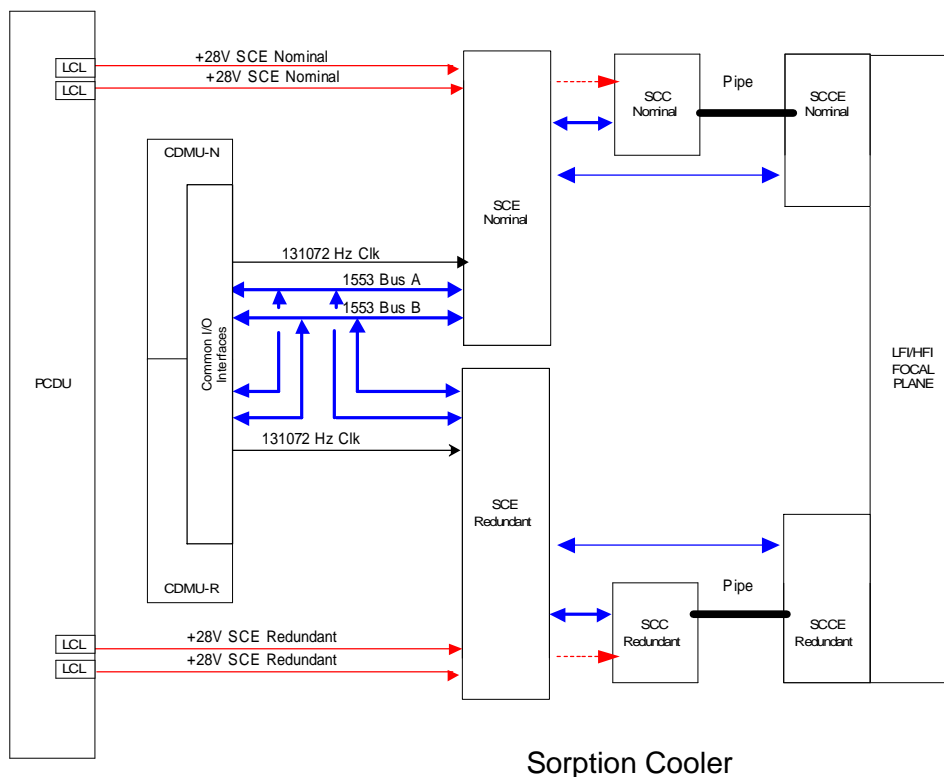 +28V SCE Nominal
LCL
+28V SCE Nominal
LCL
SCC
Nominal
Pipe
SCCE
Nominal
CDMU-N
SCE
Nominal
131072 Hz Clk
1553 Bus A
1553 Bus B
Common I/O
Interfaces
PCDU
LFI/HFI
FOCAL
PLANE
131072 Hz Clk
SCE
Redundant
CDMU-R
Pipe
SCC
Redundant
SCCE
Redundant
+28V SCE Redundant
LCL
+28V SCE Redundant
LCL
Sorption Cooler